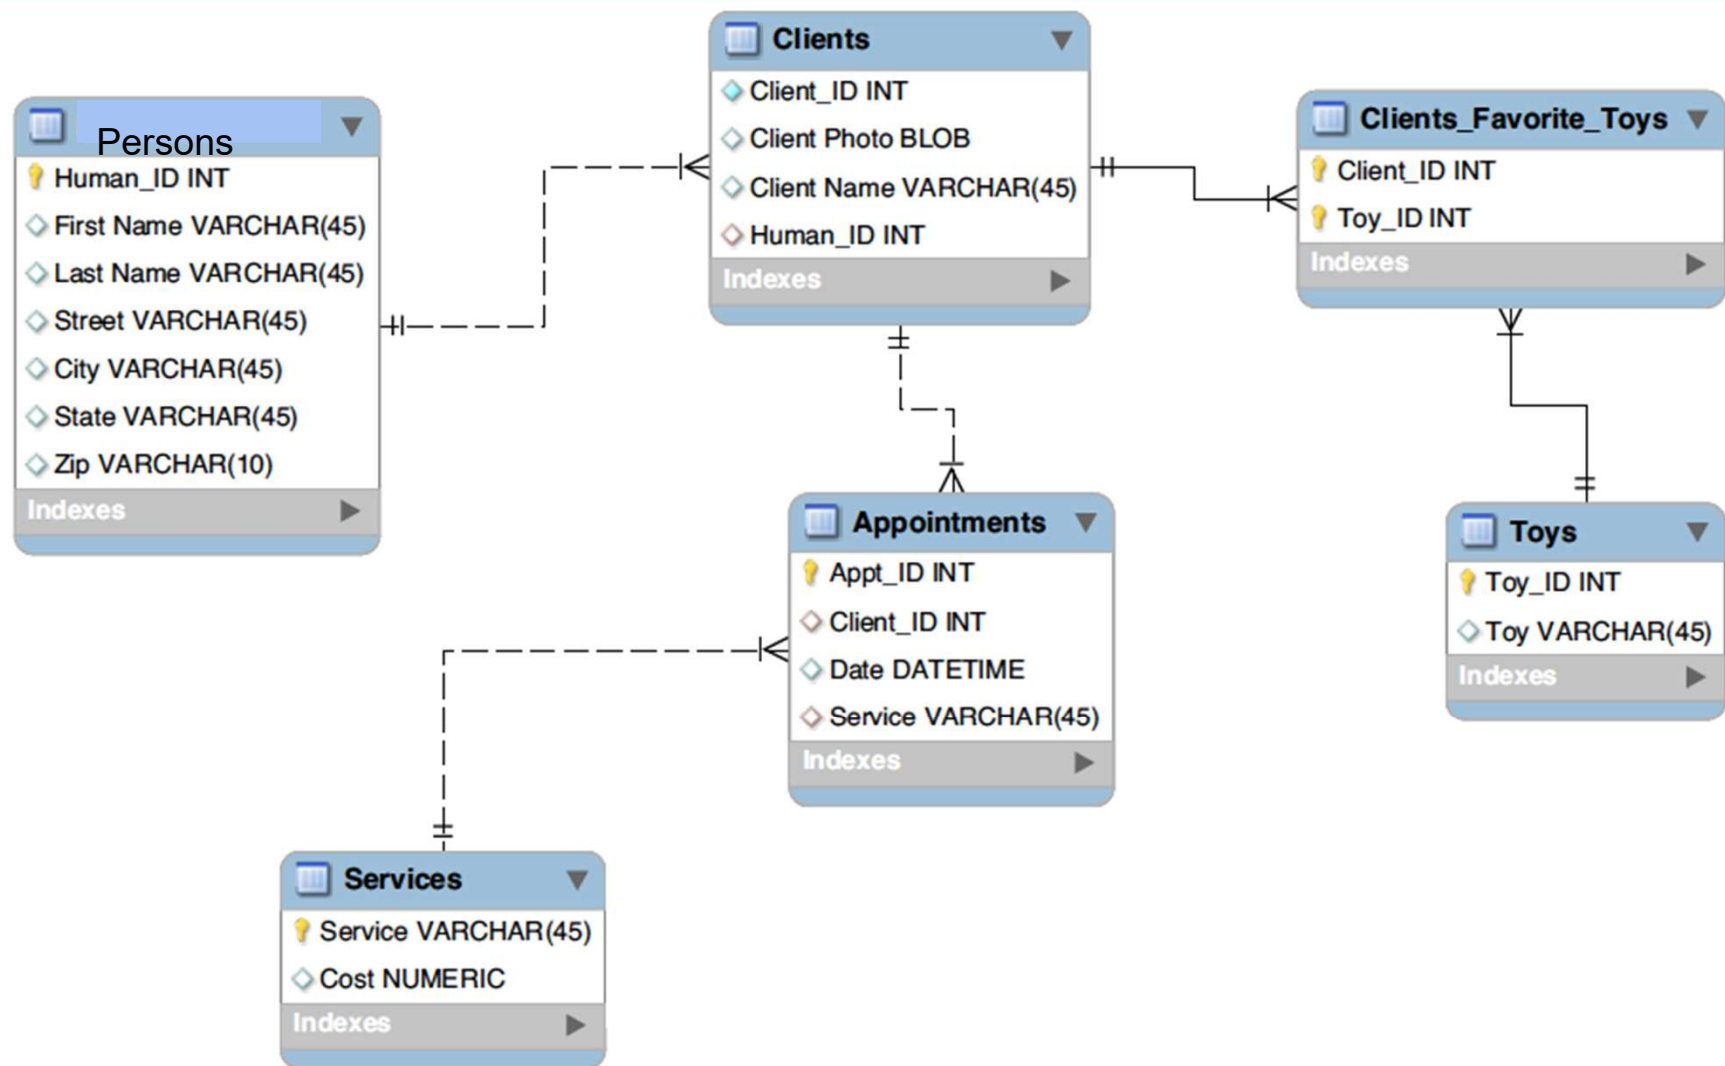 Persons
Human_ID INT
First Name VARCHAR(45)
Last Name VARCHAR(45)
Street VARCHAR(45)
City VARCHAR(45)
State VARCHAR(45)
Zip VARCHAR(10)
Indexes
Clients
Client_ID INT
Client Photo BLOB
Client Name VARCHAR(45)
Human_ID INT
Indexes
Clients_Favorite_Toys
Client_ID INT
Toy_ID INT
Indexes
Appointments
Appt_ID INT
Client_ID INT
Date DATETIME
Service VARCHAR(45)
Indexes
Toys
Toy_ID INT
Toy VARCHAR(45)
Indexes
Services
Service VARCHAR(45)
Cost NUMERIC
Indexes